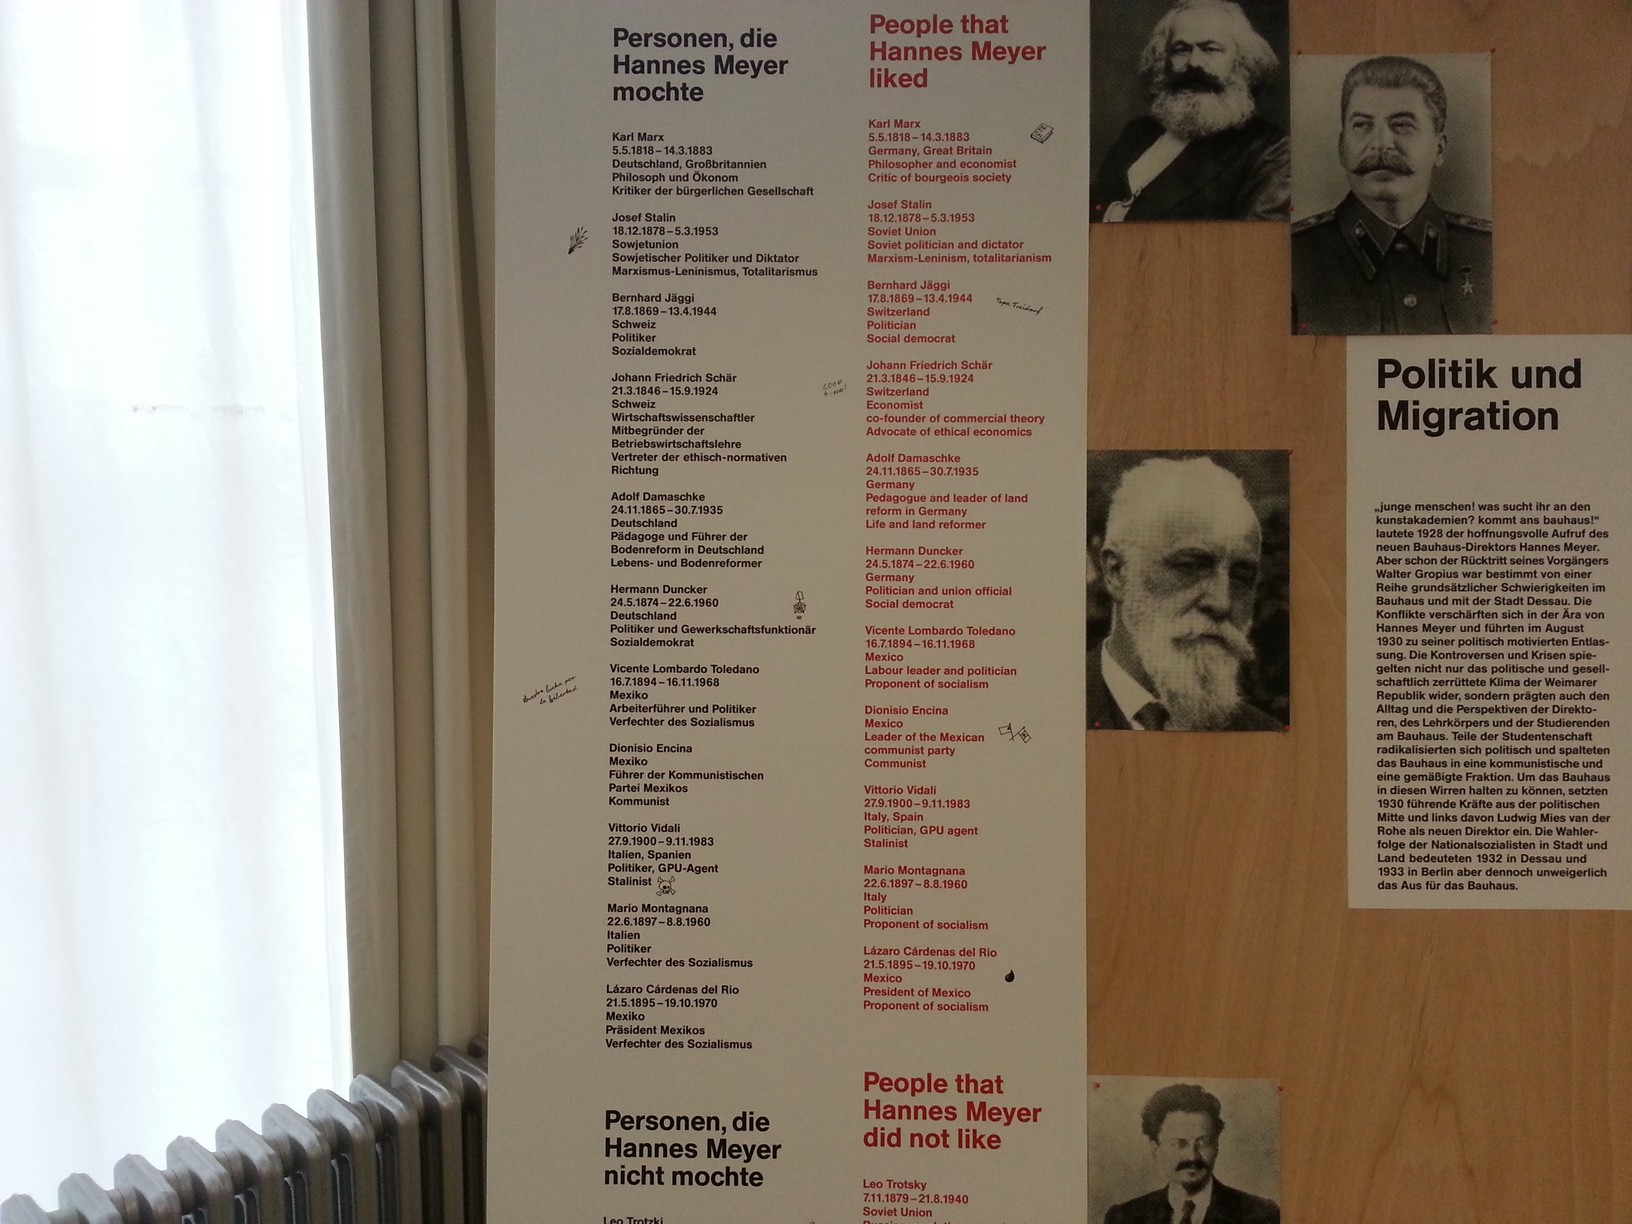 Personen, die
Hannes Meyer
mochte
Karl Marx
5.5.1818 – 14.3.1883
Deutschland, Großbritannien
Philosoph und Ökonom
Kritiker der bürgerlichen Gesellschaft
Josef Stalin
18.12.1878 – 5.3.1953
Sowjetunion
Sowjetischer Politiker und Diktator
Marxismus-Leninismus, Totalitarismus
Bernhard Jäggi
17.8.1869 – 13.4.1944
Schweiz
Politiker
Sozialdemokrat
Johann Friedrich Schär
21.3.1846 – 15.9.1924
Schweiz
Wirtschaftswissenschaftler
Mitbegründer der
Betriebswirtschaftslehre
Vertreter der ethisch-normativen
Richtung
Adolf Damaschke
24.11.1865 – 30.7.1935
Deutschland
Pädagoge und Führer der
Bodenreform in Deutschland
Lebens- und Bodenreformer
Hermann Duncker
24.5.1874 – 22.6.1960
Deutschland
Politiker und Gewerkschaftsfunktionär
Sozialdemokrat
Vicente Lombardo Toledano
16.7.1894 – 16.11.1968
Mexiko
Arbeiterführer und Politiker
Verfechter des Sozialismus
Dionisio Encina
Mexiko
Führer der Kommunistischen
Partei Mexikos
Kommunist
Vittorio Vidali
27.9.1900 – 9.11.1983
Italien, Spanien
Politiker, GPU-Agent
Stalinist
Mario Montagnana
22.6.1897 – 8.8.1960
Italien
Politiker
Verfechter des Sozialismus
Lázaro Cárdenas del Rio
21.5.1895 – 19.10.1970
Mexiko
Präsident Mexikos
Verfechter des Sozialismus
Personen, die
Hannes Meyer
nicht mochte
Leo Trotzki
People that
Hannes Meyer
liked
Karl Marx
5.5.1818 – 14.3.1883
Germany, Great Britain
Philosopher and economist
Critic of bourgeois society
Josef Stalin
18.12.1878 – 5.3.1953
Soviet Union
Soviet politician and dictator
Marxism-Leninism, totalitarianism
Bernhard Jäggi
17.8.1869 – 13.4.1944
Switzerland
Politician
Social democrat
Johann Friedrich Schär
21.3.1846 – 15.9.1924
Switzerland
Economist
co-founder of commercial theory
Advocate of ethical economics
Adolf Damaschke
24.11.1865 – 30.7.1935
Germany
Pedagogue and leader of land
reform in Germany
Life and land reformer
Hermann Duncker
24.5.1874 – 22.6.1960
Germany
Politician and union official
Social democrat
Vicente Lombardo Toledano
16.7.1894 – 16.11.1968
Mexico
Labour leader and politician
Proponent of socialism
Dionisio Encina
Mexico
Leader of the Mexican
communist party
Communist
Vittorio Vidali
27.9.1900 – 9.11.1983
Italy, Spain
Politician, GPU agent
Stalinist
Mario Montagnana
22.6.1897 – 8.8.1960
Italy
Politician
Proponent of socialism
Lázaro Cárdenas del Rio
21.5.1895 – 19.10.1970
Mexico
President of Mexico
Proponent of socialism
People that
Hannes Meyer
did not like
Leo Trotsky
7.11.1879 – 21.8.1940
Soviet Union
Politik und
Migration
„junge menschen! was sucht ihr an den
kunstakademien? kommt ans bauhaus!“
lautete 1928 der hoffnungsvolle Aufruf des
neuen Bauhaus-Direktors Hannes Meyer.
Aber schon der Rücktritt seines Vorgängers
Walter Gropius war bestimmt von einer
Reihe grundsätzlicher Schwierigkeiten im
Bauhaus und mit der Stadt Dessau. Die
Konflikte verschärften sich in der Ära von
Hannes Meyer und führten im August
1930 zu seiner politisch motivierten Entlas-
sung. Die Kontroversen und Krisen spie-
gelten nicht nur das politische und gesell-
schaftlich zerrüttete Klima der Weimarer
Republik wider, sondern prägten auch den
Alltag und die Perspektiven der Direkto-
ren, des Lehrkörpers und der Studierenden
am Bauhaus. Teile der Studentenschaft
radikalisierten sich politisch und spalteten
das Bauhaus in eine kommunistische und
eine gemäßigte Fraktion. Um das Bauhaus
in diesen Wirren halten zu können, setzten
1930 führende Kräfte aus der politischen
Mitte und links davon Ludwig Mies van der
Rohe als neuen Direktor ein. Die Wahler-
folge der Nationalsozialisten in Stadt und
Land bedeuteten 1932 in Dessau und
1933 in Berlin aber dennoch unweigerlich
das Aus für das Bauhaus.